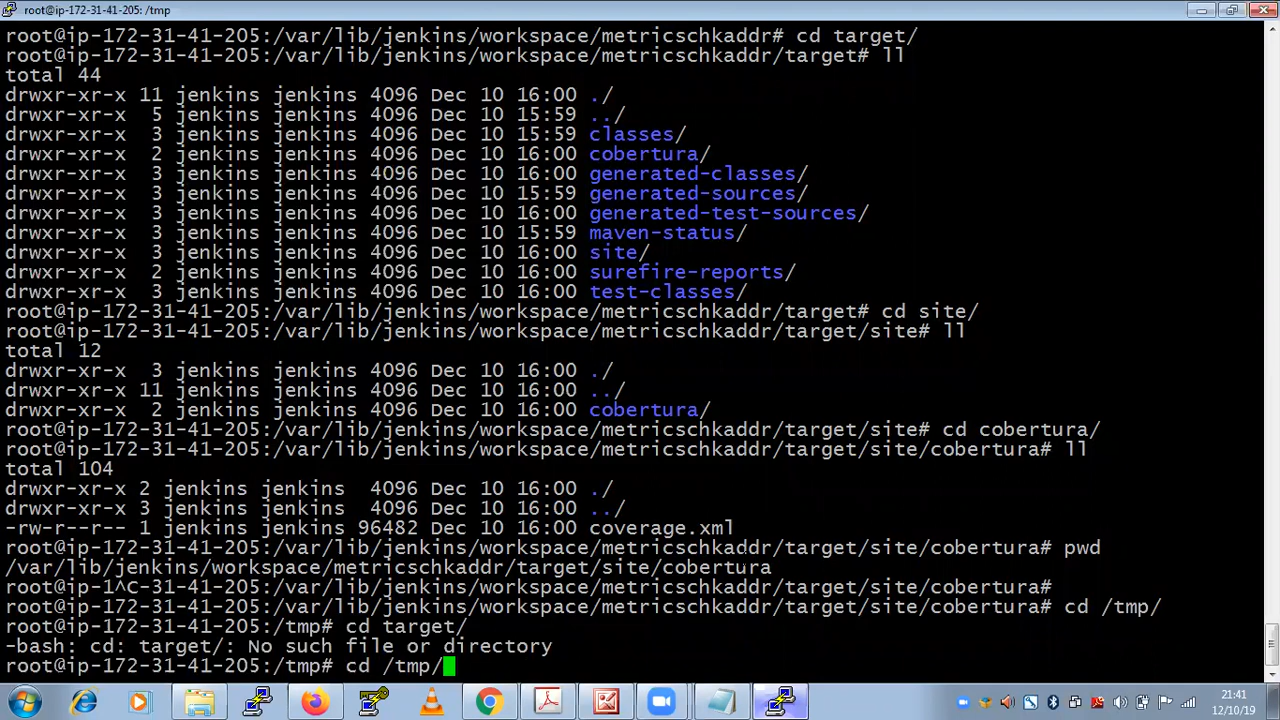 root@ip-172-31-41-205: /tmp
root@ip-172-31-41-205:/var/lib/jenkins/workspace/metricschkaddr# cd target/
root@ip-172-31-41-205:/var/lib/jenkins/workspace/metricschkaddr/target# ll
total 44
drwxr-xr-x 11 jenkins jenkins 4096 Dec 10 16:00 ./
drwxr-xr-x  5 jenkins jenkins 4096 Dec 10 15:59 ../
drwxr-xr-x  3 jenkins jenkins 4096 Dec 10 15:59 classes/
drwxr-xr-x  2 jenkins jenkins 4096 Dec 10 16:00 cobertura/
drwxr-xr-x  3 jenkins jenkins 4096 Dec 10 16:00 generated-classes/
drwxr-xr-x  3 jenkins jenkins 4096 Dec 10 15:59 generated-sources/
drwxr-xr-x  3 jenkins jenkins 4096 Dec 10 16:00 generated-test-sources/
drwxr-xr-x  3 jenkins jenkins 4096 Dec 10 15:59 maven-status/
drwxr-xr-x  3 jenkins jenkins 4096 Dec 10 16:00 site/
drwxr-xr-x  2 jenkins jenkins 4096 Dec 10 16:00 surefire-reports/
drwxr-xr-x  3 jenkins jenkins 4096 Dec 10 16:00 test-classes/
root@ip-172-31-41-205:/var/lib/jenkins/workspace/metricschkaddr/target# cd site/
root@ip-172-31-41-205:/var/lib/jenkins/workspace/metricschkaddr/target/site# ll
total 12
drwxr-xr-x  3 jenkins jenkins 4096 Dec 10 16:00 ./
drwxr-xr-x 11 jenkins jenkins 4096 Dec 10 16:00 ../
drwxr-xr-x  2 jenkins jenkins 4096 Dec 10 16:00 cobertura/
root@ip-172-31-41-205:/var/lib/jenkins/workspace/metricschkaddr/target/site# cd cobertura/
root@ip-172-31-41-205:/var/lib/jenkins/workspace/metricschkaddr/target/site/cobertura# ll
total 104
drwxr-xr-x 2 jenkins jenkins  4096 Dec 10 16:00 ./
drwxr-xr-x 3 jenkins jenkins  4096 Dec 10 16:00 ../
-rw-r--r-- 1 jenkins jenkins 96482 Dec 10 16:00 coverage.xml
root@ip-172-31-41-205:/var/lib/jenkins/workspace/metricschkaddr/target/site/cobertura# pwd
/var/lib/jenkins/workspace/metricschkaddr/target/site/cobertura
root@ip-1^C-31-41-205:/var/lib/jenkins/workspace/metricschkaddr/target/site/cobertura#
root@ip-172-31-41-205:/var/lib/jenkins/workspace/metricschkaddr/target/site/cobertura# cd /tmp/
root@ip-172-31-41-205:/tmp# cd target/
-bash: cd: target/: No such file or directory
root@ip-172-31-41-205:/tmp# cd /tmp/
21:41
12/10/19